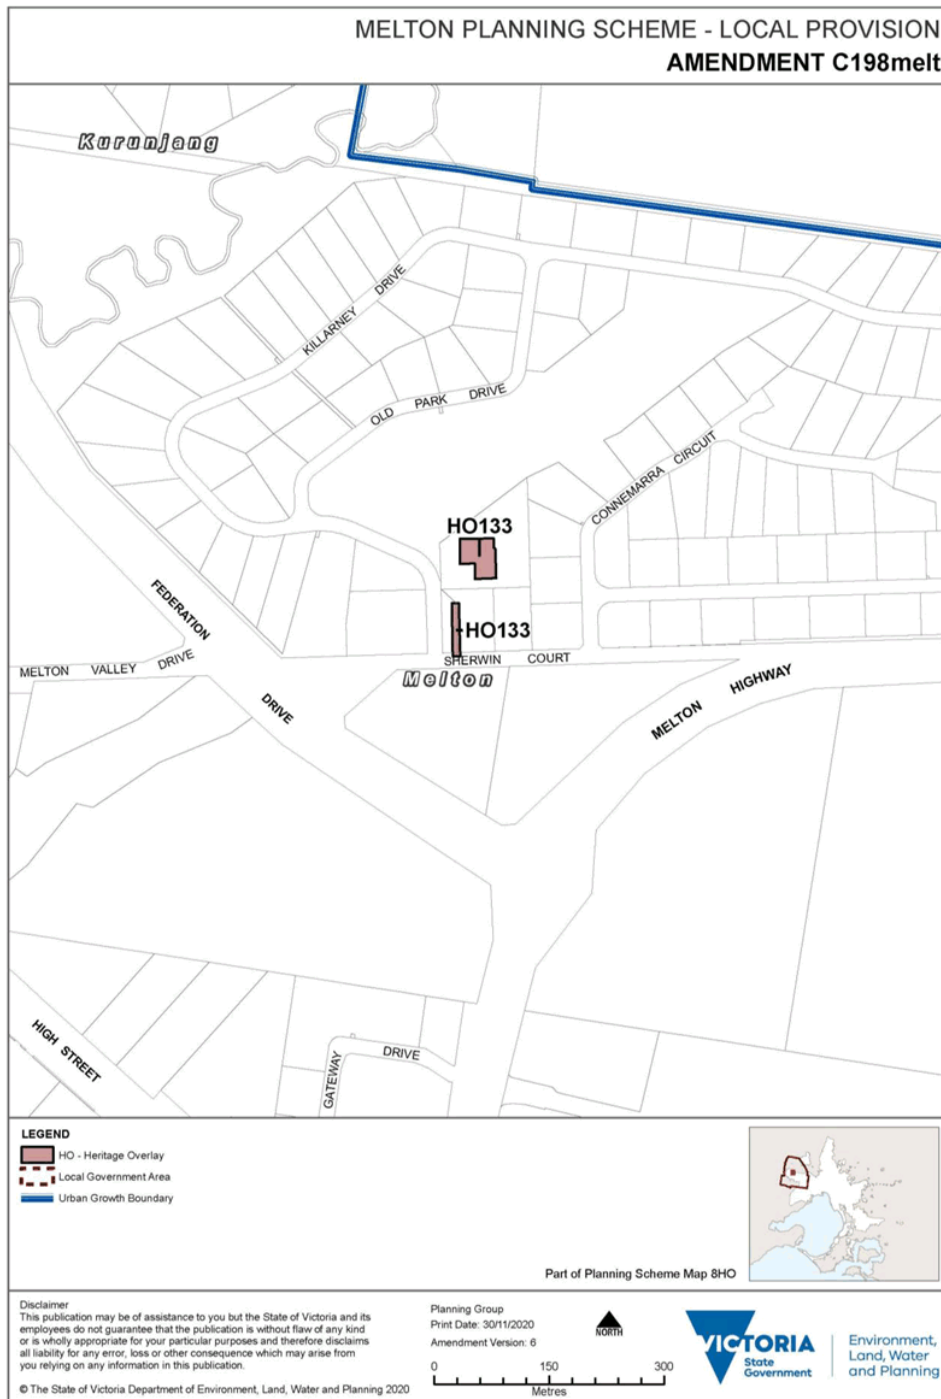 MELTON PLANNING SCHEME - LOCAL PROVISION
AMENDMENT C198melt
Kurunjang
KILLARNEY DRIVE
OLD PARK DRIVE
CONNEMARRA CIRCUIT
HO133
FEDERATION
HO133
MELTON VALLEY DRIVE
SHERWIN COURT
Melton
DRIVE
MELTON HIGHWAY
HIGH STREET
GATEWAY DRIVE
LEGEND
HO - Heritage Overlay
Local Government Area
Urban Growth Boundary
Part of Planning Scheme Map 8HO
Disclaimer
This publication may be of assistance to you but the State of Victoria and its
employees do not guarantee that the publication is without flaw of any kind
or is wholly appropriate for your particular purposes and therefore disclaims
all liability for any error, loss or other consequence which may arise from
you relying on any information in this publication.
© The State of Victoria Department of Environment, Land, Water and Planning 2020
Planning Group
Print Date: 30/11/2020
Amendment Version: 6
NORTH
0 150 300
Metres
VICTORIA
State
Government
Environment,
Land, Water
and Planning